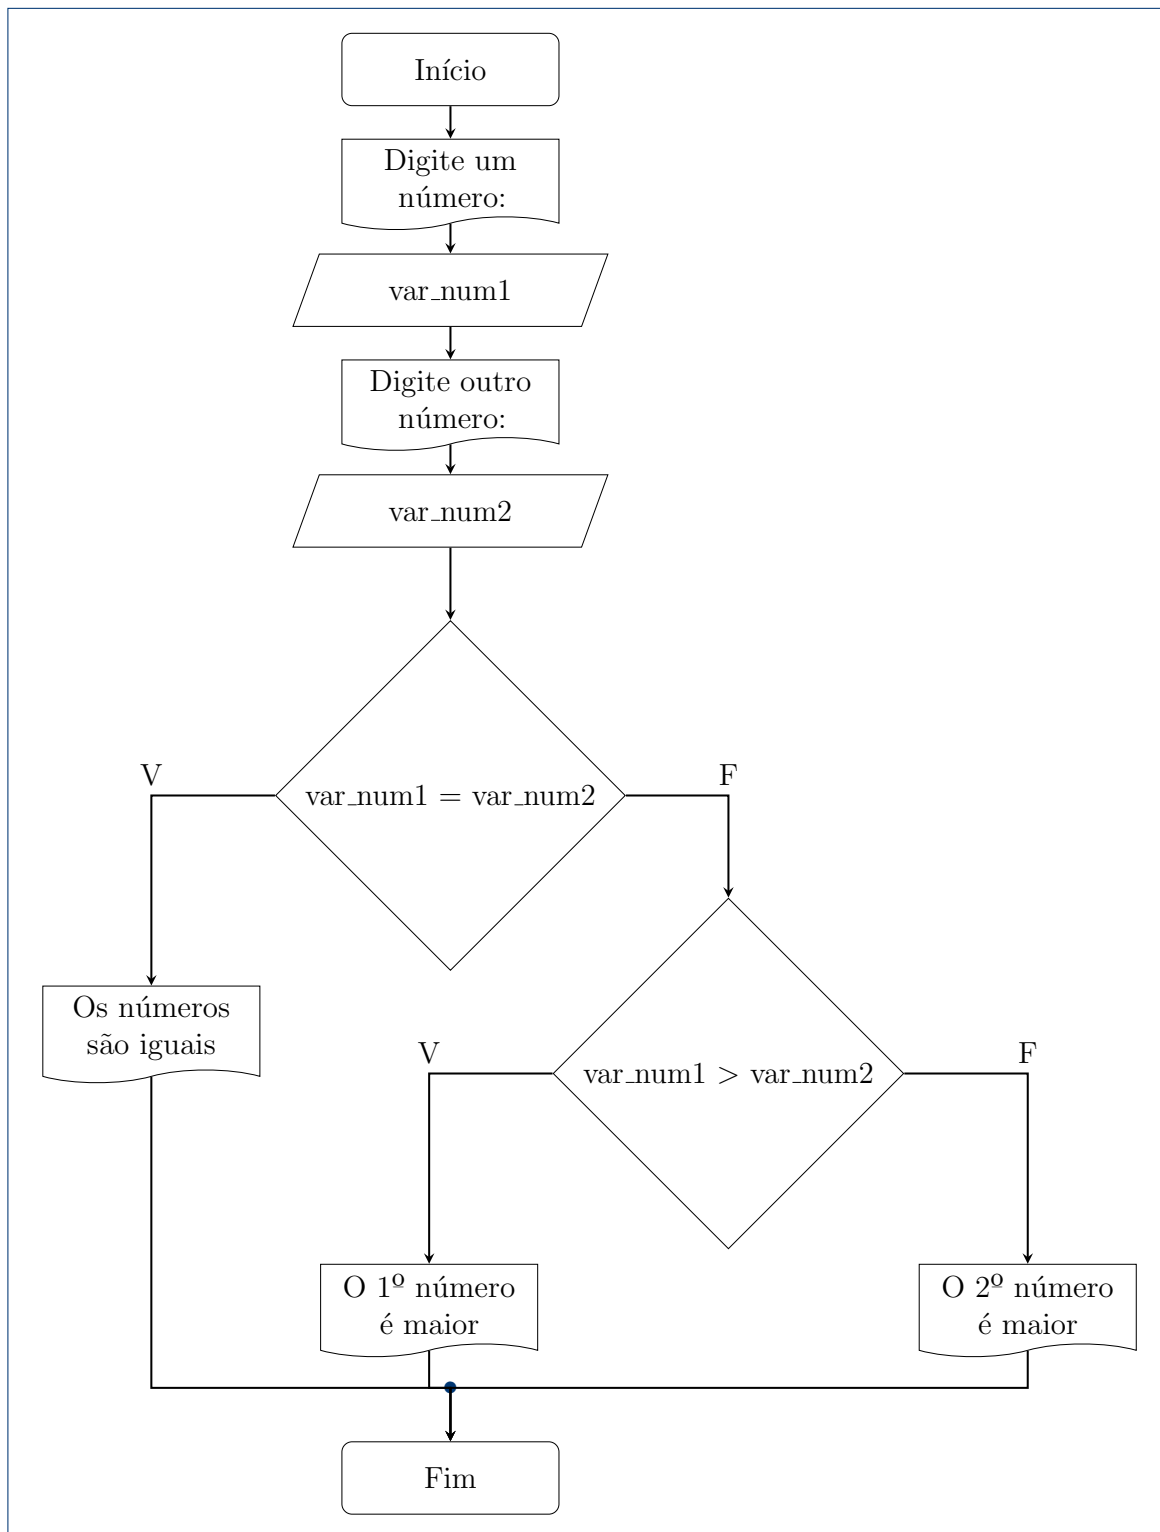 Início
Digite um
número:
var_num1
Digite outro
número:
var_num2
V
F
var_num1 = var_num2
Os números
são iguais
V
F
var_num1 > var_num2
O 1º número
é maior
O 2º número
é maior
Fim